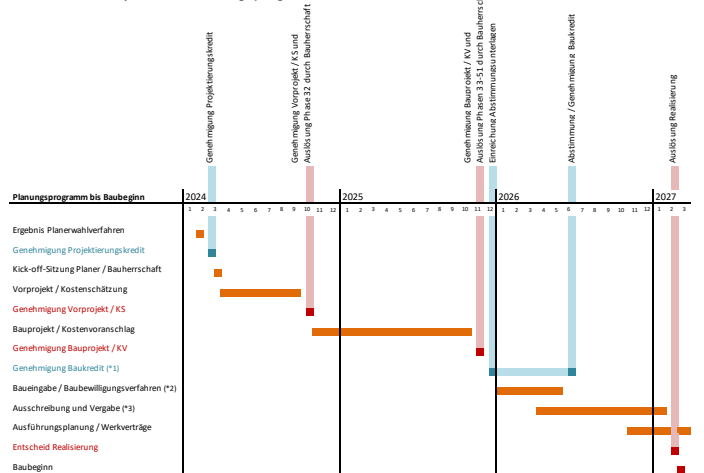 Genehmigung Projektierungskredit
Genehmigung Vorprojekt / KS und
Auslösung Phase 32 durch Bauherrschaft
Genehmigung Bauprojekt / KV und
Auslösung Phasen 33-51 durch
Einreichung Abstimmungsunterlagen
Abstimmung / Genehmigung Baukredit
Auslösung Realisierung
Planungsprogramm bis Baubeginn 2024 2025 2026 2027
1 2 3 4 5 6 7 8 9 10 11 12 1 2 3 4 5 6 7 8 9 10 11 12 1 2 3 4 5 6 7 8 9 10 11 12 1 2 3
Ergebnis Planerwahlverfahren
Genehmigung Projektierungskredit
Kick-off-Sitzung Planer / Bauherrschaft
Vorprojekt / Kostenschätzung
Genehmigung Vorprojekt / KS
Bauprojekt / Kostenvoranschlag
Genehmigung Bauprojekt / KV
Genehmigung Baukredit (*1)
Baueingabe / Baubewilligungsverfahren (*2)
Ausschreibung und Vergabe (*3)
Ausführungsplanung / Werkverträge
Entscheid Realisierung
Baubeginn